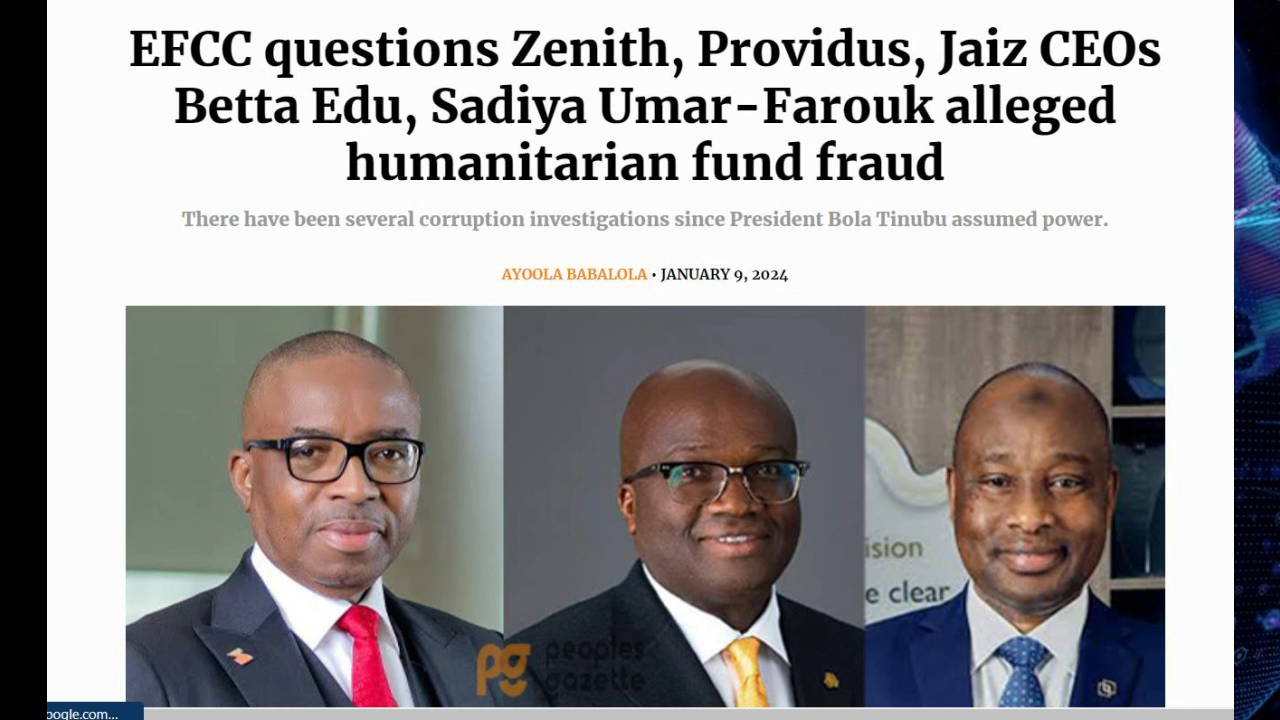 EFCC questions Zenith, Providus, Jaiz CEOs
Betta Edu, Sadiya Umar-Farouk alleged
humanitarian fund fraud
There have been several corruption investigations since President Bola Tinubu assumed power.
AYOOLA BABALOLA • JANUARY 9, 2024
ision
e clear
pg peoples
gazette
oogle.com...